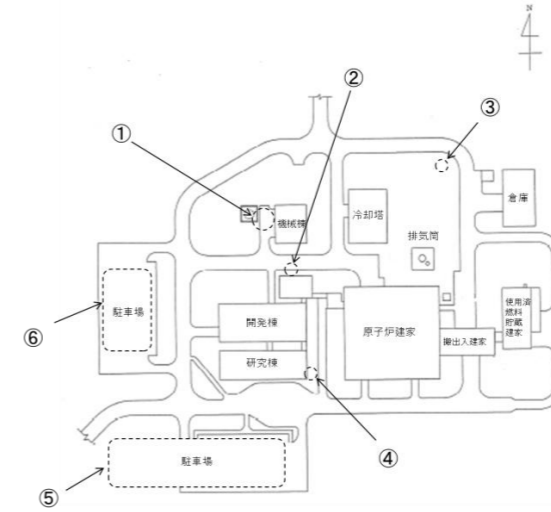 N
②
③
①
機械棟
冷却塔
倉庫
排気筒
駐車場
開発棟
原子炉建家
使用済
燃料
貯蔵
建家
搬出入建家
⑥
研究棟
④
駐車場
⑤